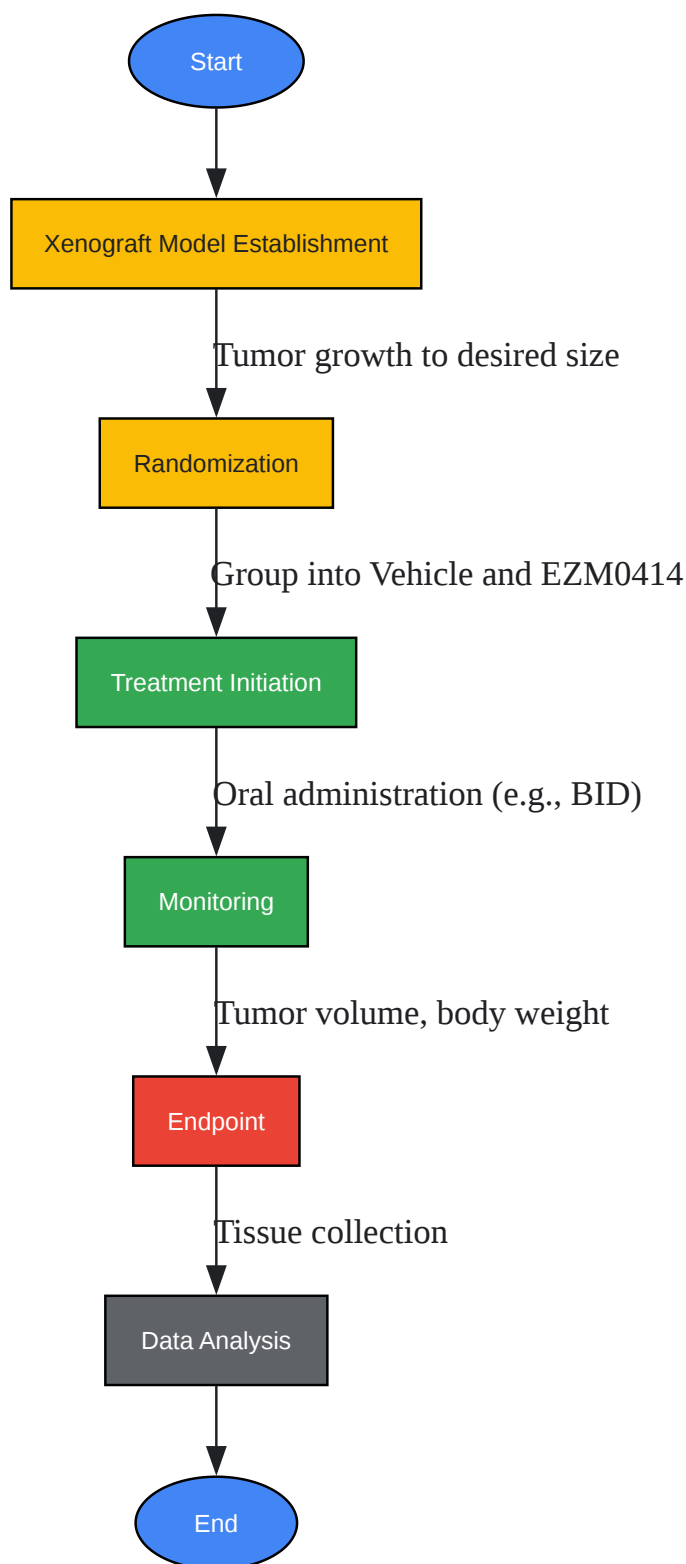 Start
Xenograft Model Establishment
Tumor growth to desired size
Randomization
Group into Vehicle and EZM0414
Treatment Initiation
Oral administration (e.g., BID)
Monitoring
Tumor volume, body weight
Endpoint
Tissue collection
Data Analysis
End